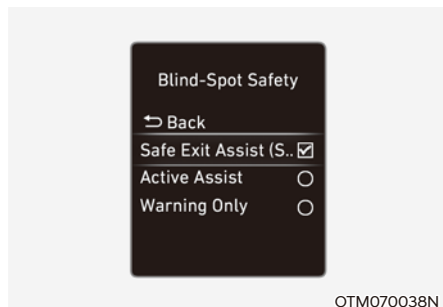 Blind-Spot Safety
Back
Safe Exit Assist (S..
Active Assist
Warning Only
OTM070038N